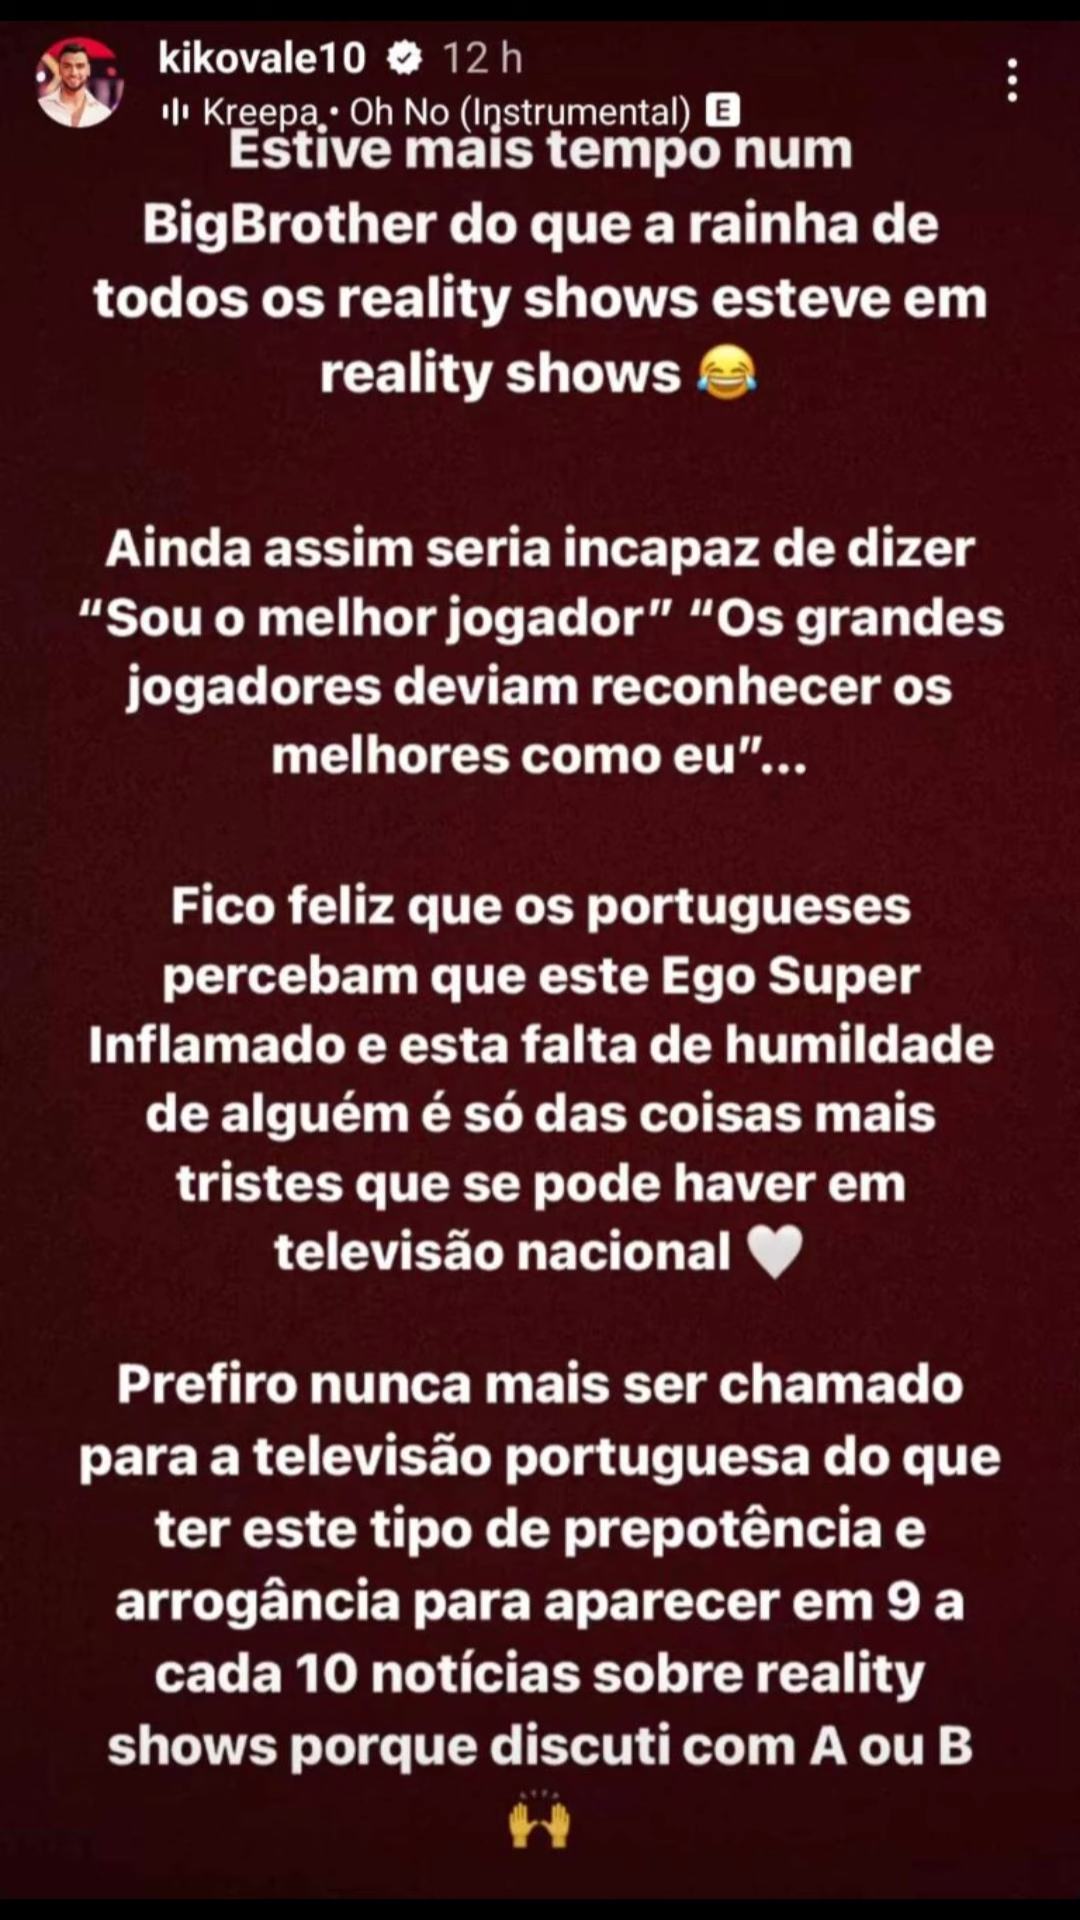 kikovale10 12 h
Kreepa • Oh No (Instrumental) E
Estive mais tempo num
BigBrother do que a rainha de
todos os reality shows esteve em
reality shows 😂
Ainda assim seria incapaz de dizer
“Sou o melhor jogador” “Os grandes
jogadores deviam reconhecer os
melhores como eu”...
Fico feliz que os portugueses
percebam que este Ego Super
Inflamado e esta falta de humildade
de alguém é só das coisas mais
tristes que se pode haver em
televisão nacional 🤍
Prefiro nunca mais ser chamado
para a televisão portuguesa do que
ter este tipo de prepotência e
arrogância para aparecer em 9 a
cada 10 notícias sobre reality
shows porque discuti com A ou B
🙌